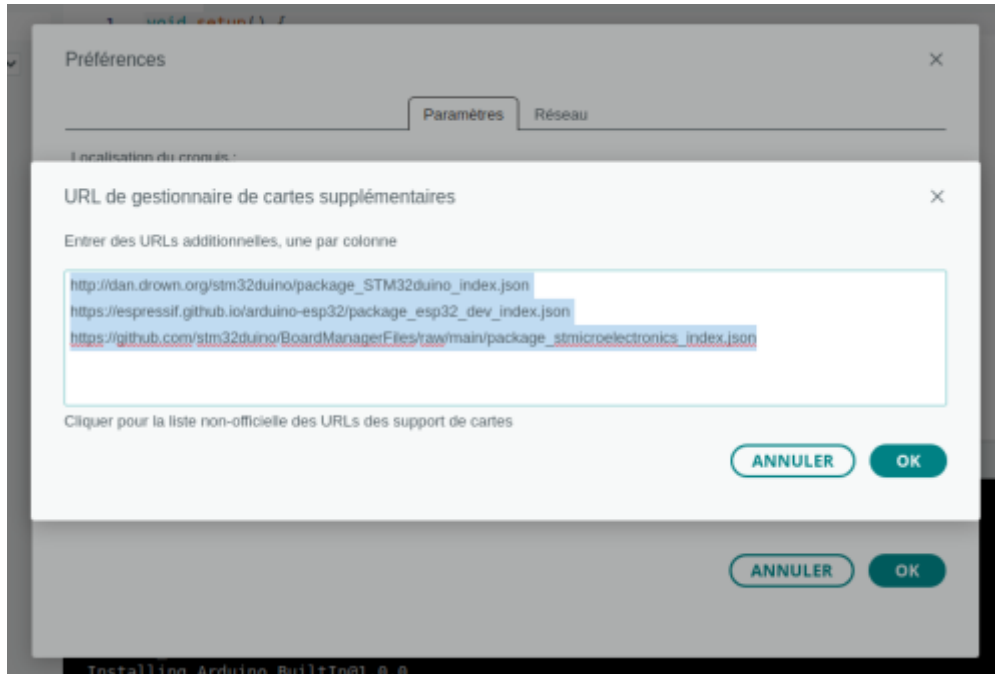 1 void setup() {
Préférences
Paramètres Réseau
Localisation du croquis :
URL de gestionnaire de cartes supplémentaires
Entrer des URLs additionnelles, une par colonne
http://dan.drown.org/stm32duino/package_STM32duino_index.json
https://espressif.github.io/arduino-esp32/package_esp32_dev_index.json
https://github.com/stm32duino/BoardManagerFiles/raw/main/package_stmicroelectronics_index.json
Cliquer pour la liste non-officielle des URLs des support de cartes
ANNULER OK
ANNULER OK
Installing Arduino_BuiltIn@1.0.0